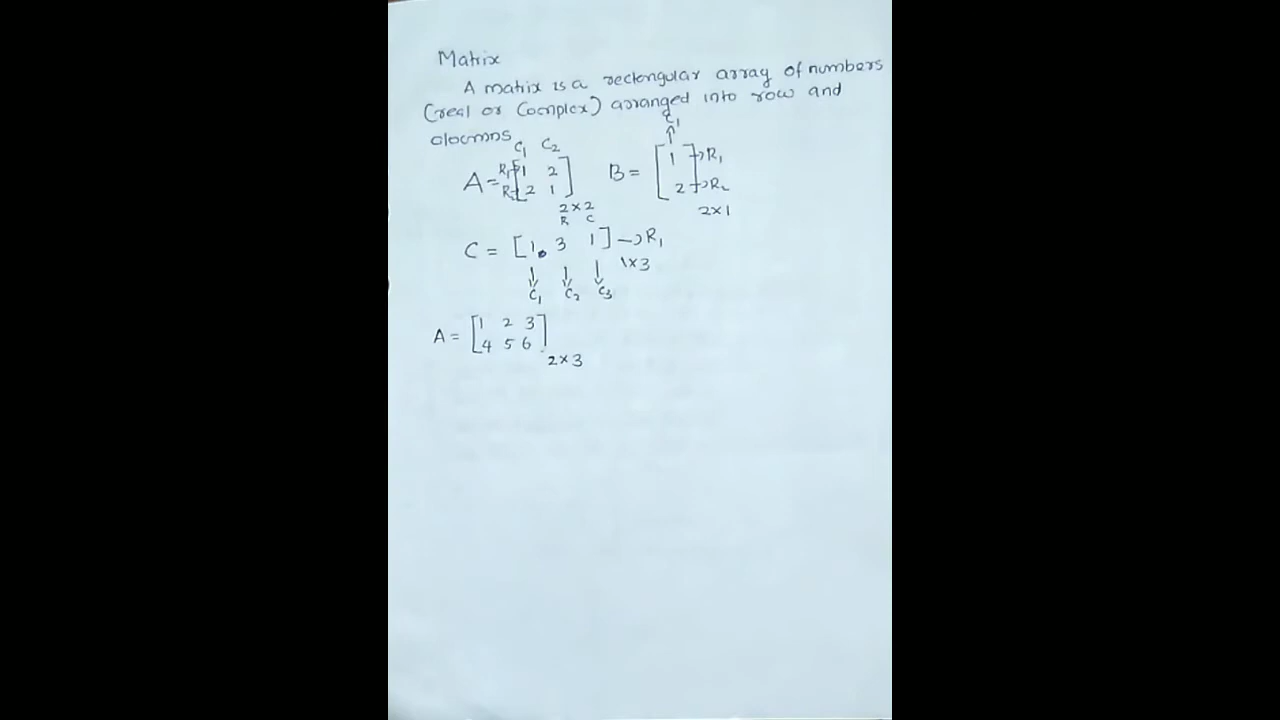 Matrix
A matrix is a rectangular array of numbers
(real or complex) arranged into row and
clocmns
C1 C2 C1
A = R1 [1 2 B = [1 → R1
R2 2 1] 2] → R2
2 × 2 2×1
R C
C = [1. 3 1] → R1
1×3
C1 C2 C3
A = [1 2 3
4 5 6]
2 × 3